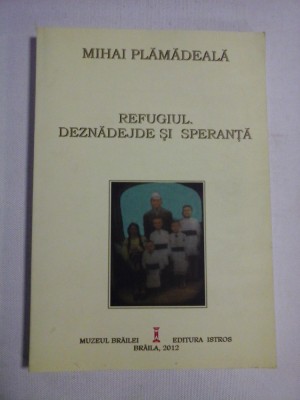 MIHAI PLĂMĂDEALĂ
REFUGIUL.
DEZNĂDEJDE ŞI SPERANŢĂ
MUZEUL BRĂILEI EDITURA ISTROS
BRĂILA, 2012